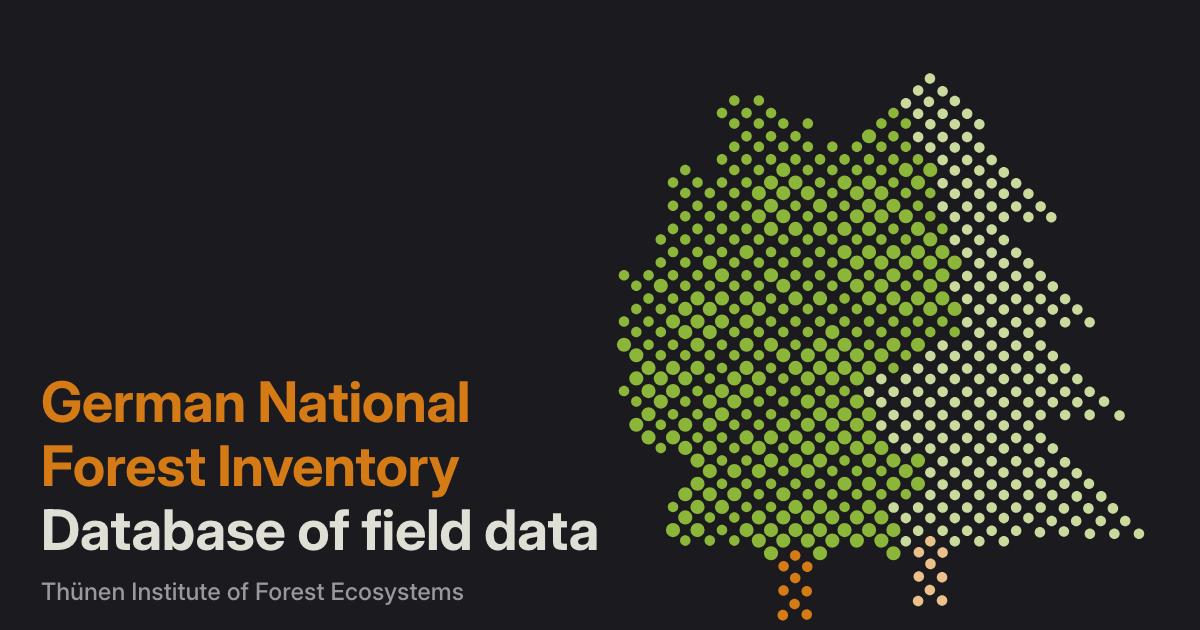 German National
Forest Inventory
Database of field data
Thünen Institute of Forest Ecosystems